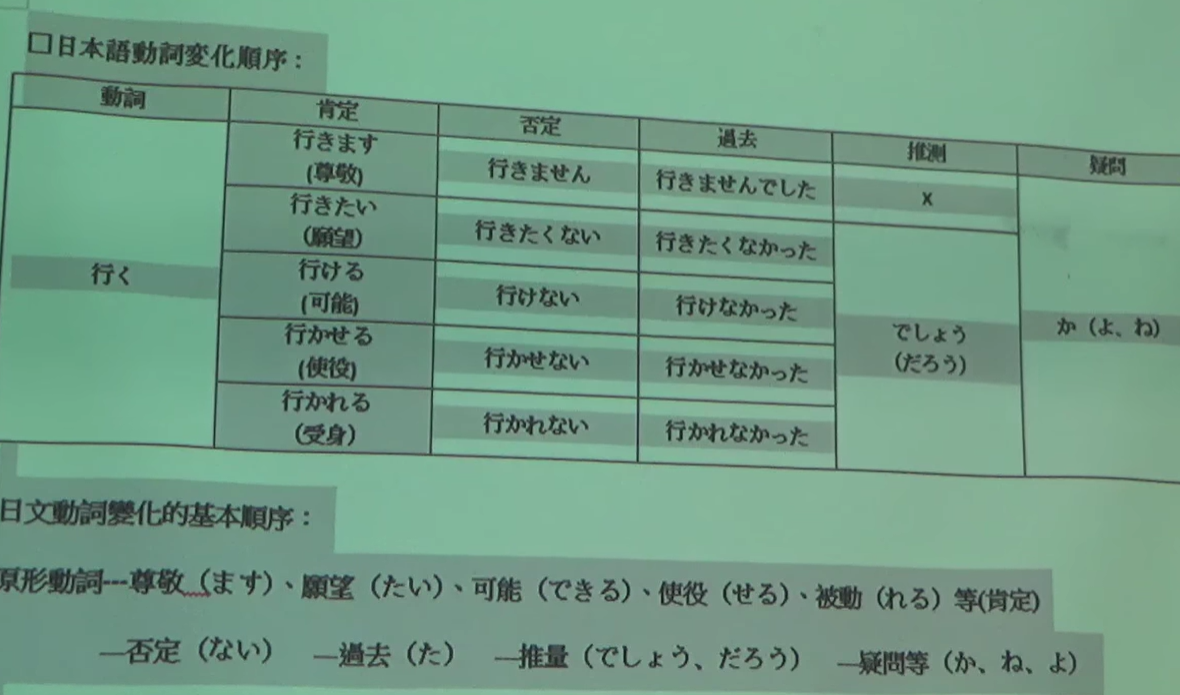 □日本語動詞変化順序：
動詞 肯定 否定 過去 推測 疑問
行く
行きます
(尊敬)
行きません 行きませんでした x
行きたい
（願望）
行きたくない 行きたくなかった
行ける
(可能)
行けない 行けなかった
行かせる
(使役)
行かせない 行かせなかった
行かれる
（受身）
行かれない 行かれなかった
でしょう
（だろう）
か（よ、ね）
日文動詞變化的基本順序：
原形動詞---尊敬（ます）、願望（たい）、可能（できる）、使役（せる）、被動（れる）等(肯定)
—否定（ない） —過去（た） —推量（でしょう、だろう） —疑問等（か、ね、よ）